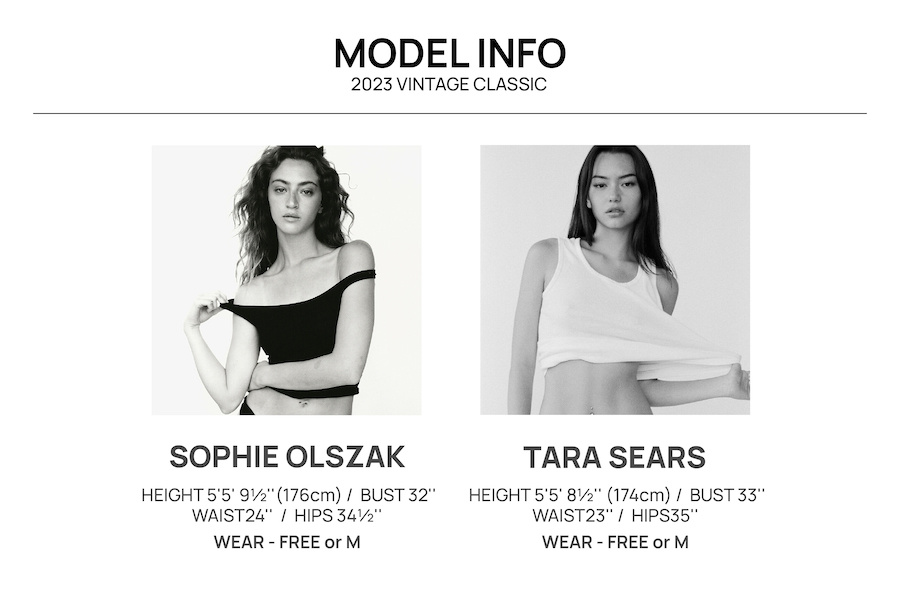 MODEL INFO
2023 VINTAGE CLASSIC
SOPHIE OLSZAK
HEIGHT 5'5' 9½''(176cm) / BUST 32''
WAIST24'' / HIPS 34½''
WEAR - FREE or M
TARA SEARS
HEIGHT 5'5' 8½'' (174cm) / BUST 33''
WAIST23'' / HIPS35''
WEAR - FREE or M